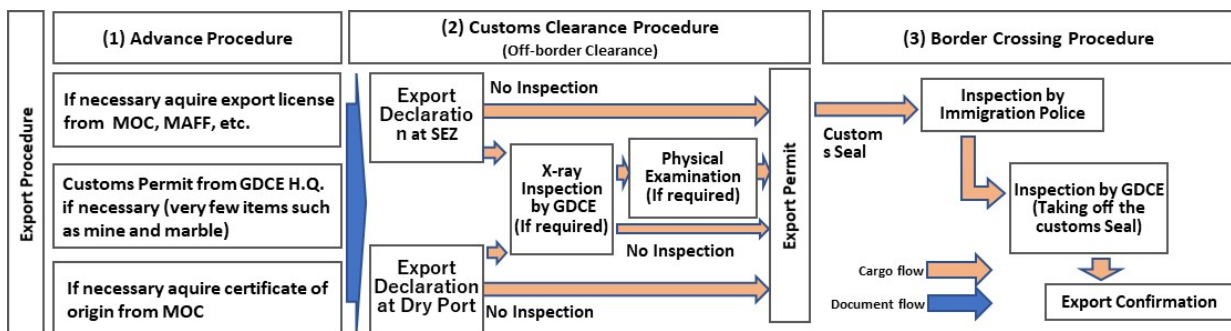 Export Procedure
(1) Advance Procedure
If necessary aquire export license
from MOC, MAFF, etc.
Customs Permit from GDCE H.Q.
if necessary (very few items such
as mine and marble)
If necessary aquire certificate of
origin from MOC
(2) Customs Clearance Procedure
(Off-border Clearance)
Export
Declaratio
n at SEZ
No Inspection
X-ray
Inspection
by GDCE
(If required)
Physical
Examination
(If required)
No Inspection
Export
Declaration
at Dry Port
No Inspection
Export Permit
(3) Border Crossing Procedure
Custom
s Seal
Inspection by
Immigration Police
Inspection by GDCE
(Taking off the
customs Seal)
Cargo flow
Document flow
Export Confirmation